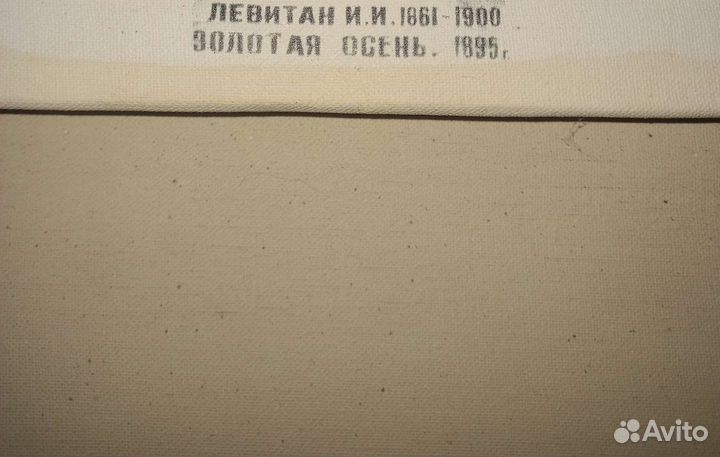 ЛЕВИТАН И.И. 1861-1900
ЗОЛОТАЯ ОСЕНЬ. 1895г.
Avito